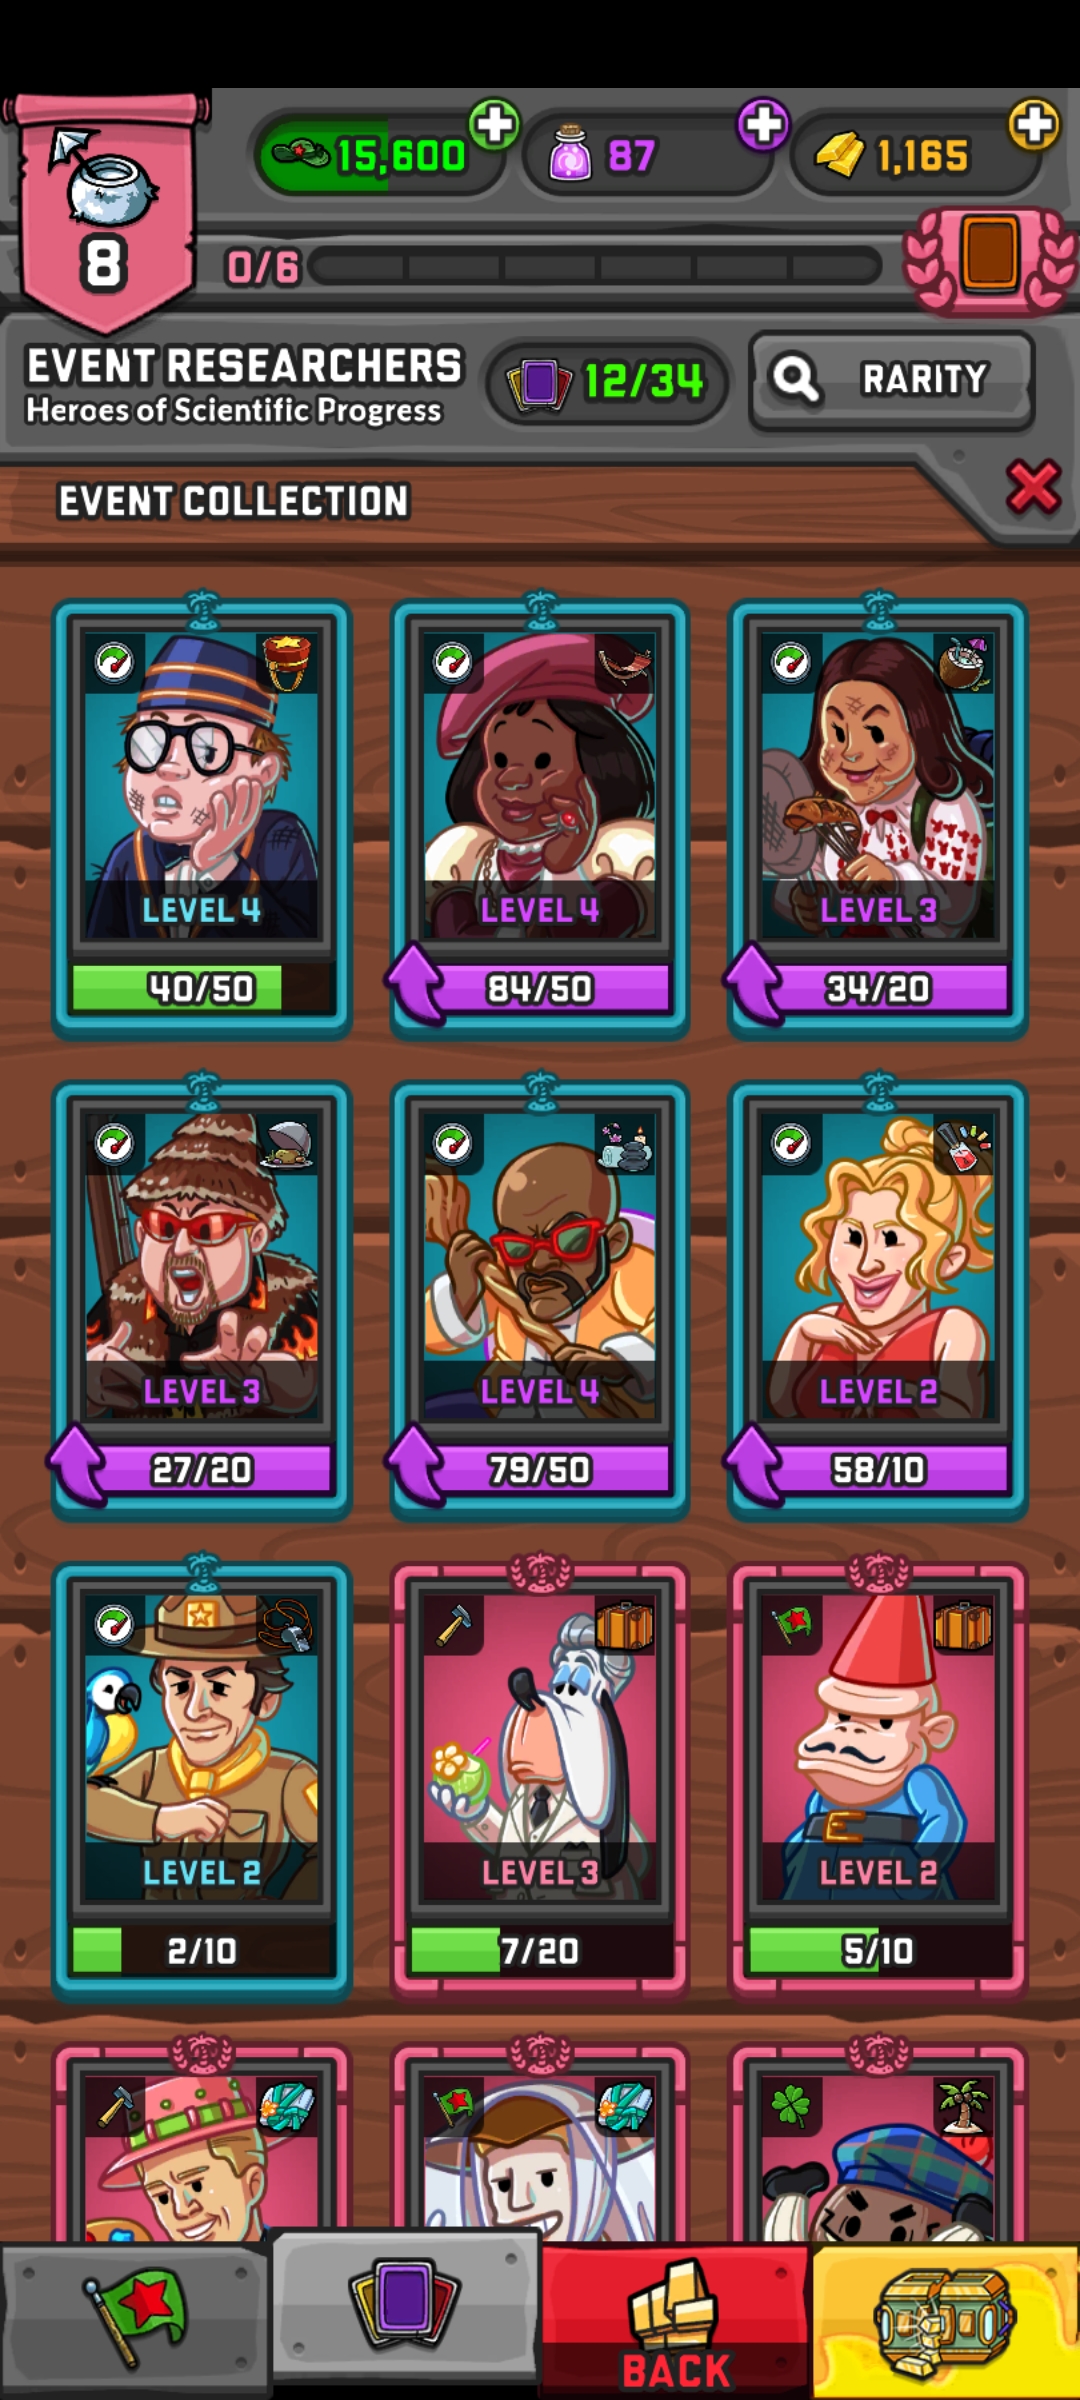 15,600
87
1,165
8
0/6
EVENT RESEARCHERS
Heroes of Scientific Progress
12/34
RARITY
EVENT COLLECTION
LEVEL 4
LEVEL 4
LEVEL 3
40/50
84/50
34/20
LEVEL 3
LEVEL 4
LEVEL 2
27/20
79/50
58/10
LEVEL 2
LEVEL 3
LEVEL 2
2/10
7/20
5/10
BACK